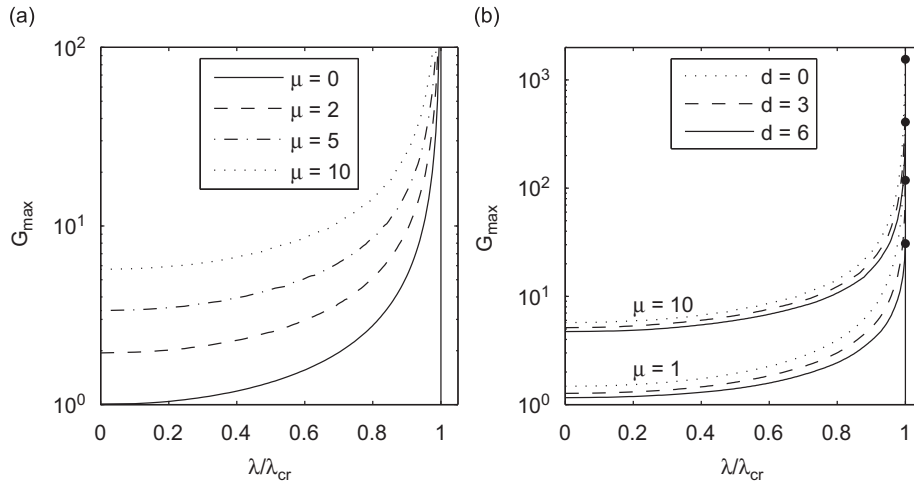 (a)
10²
μ = 0
μ = 2
μ = 5
μ = 10
G_max
10¹
10⁰
0
0.2
0.4
0.6
0.8
1
λ/λ_cr
(b)
10³
d = 0
d = 3
d = 6
G_max
10²
10¹
μ = 10
μ = 1
10⁰
0
0.2
0.4
0.6
0.8
1
λ/λ_cr